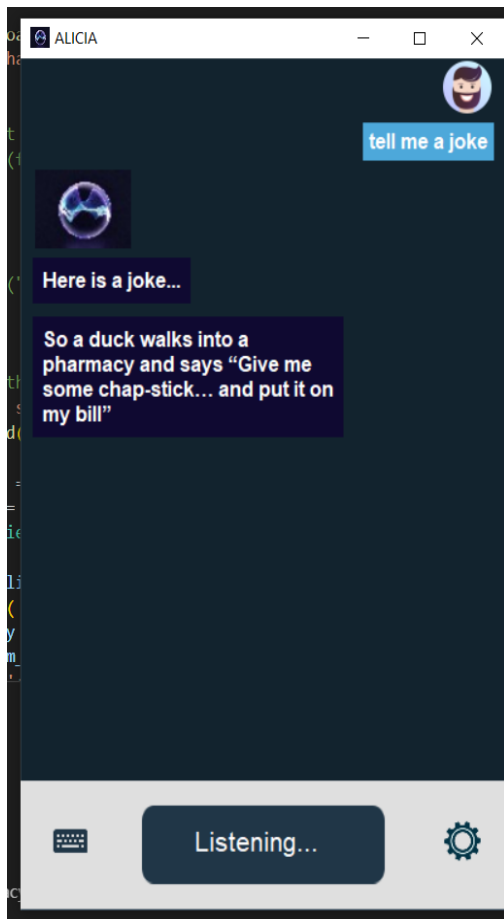 ALICIA
tell me a joke
Here is a joke...
So a duck walks into a
pharmacy and says “Give me
some chap-stick… and put it on
my bill”
Listening...